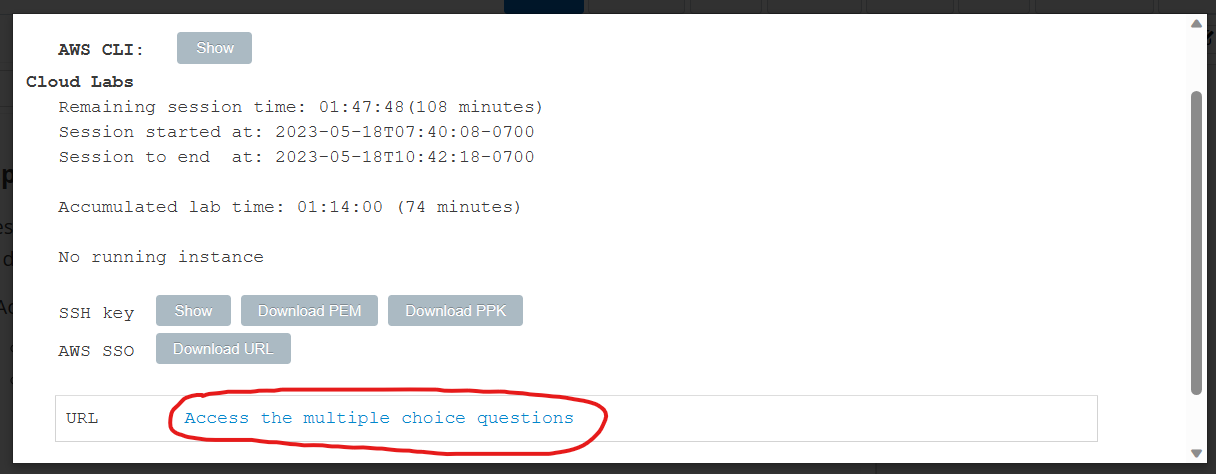 AWS CLI: Show
Cloud Labs
Remaining session time: 01:47:48(108 minutes)
Session started at: 2023-05-18T07:40:08-0700
Session to end  at: 2023-05-18T10:42:18-0700
Accumulated lab time: 01:14:00 (74 minutes)
No running instance
SSH key Show Download PEM Download PPK
AWS SSO Download URL
URL Access the multiple choice questions